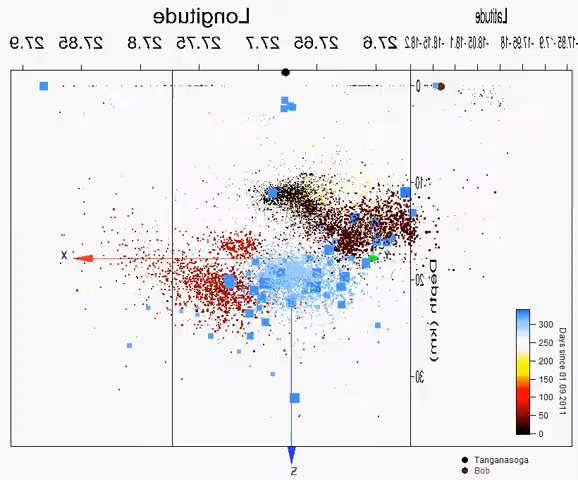 Longitude
Latitude
27.9 27.85 27.8 27.75 27.7 27.65 27.6
-18.2 -18.15 -18.1 -18.05 -18 -17.95
0
-10
X
-20
Depth (km)
-30
Z
300
250
200
150
100
50
0
Days since 01.09.2011
Tanganasoga
Bob